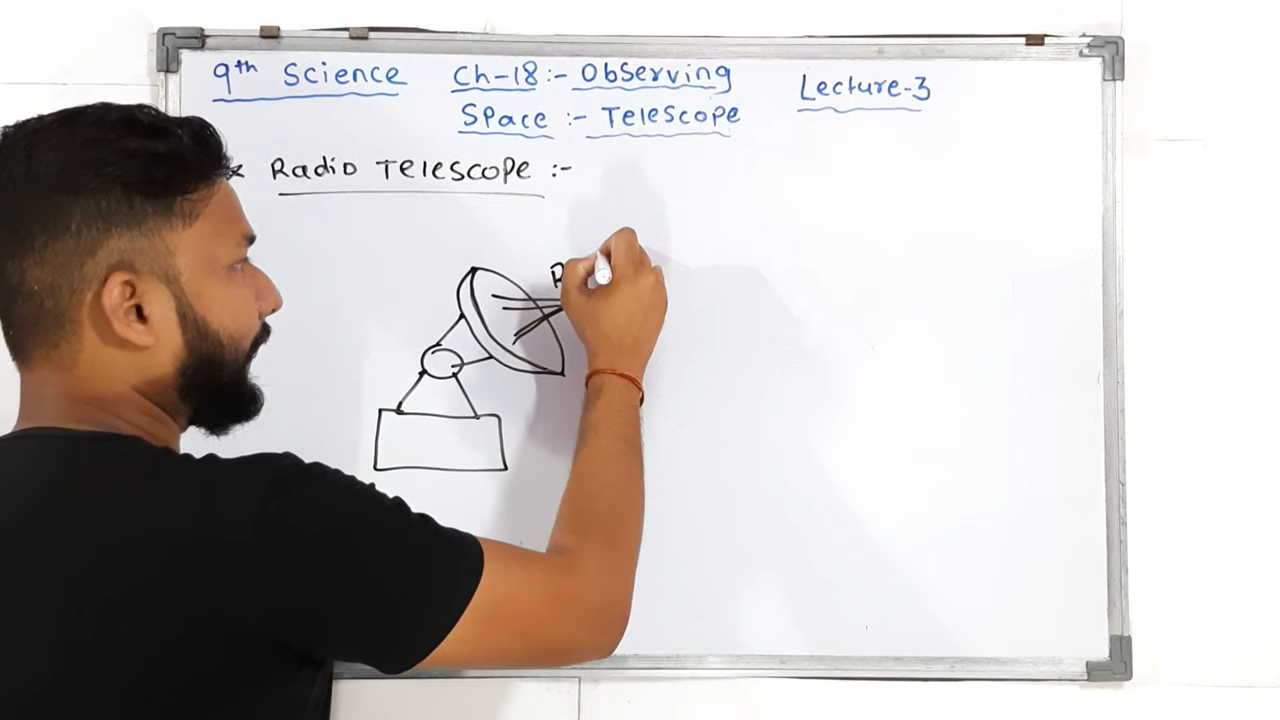 9th Science Ch-18:- Observing Lecture-3
Space :- Telescope
Radio Telescope :-